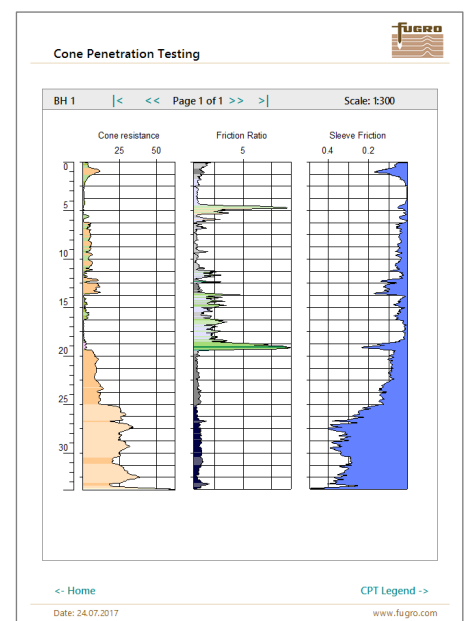 fugro
Cone Penetration Testing
BH 1 |< << Page 1 of 1 >> >| Scale: 1:300
Cone resistance Friction Ratio Sleeve Friction
25 50 5 0.4 0.2
0
5
10
15
20
25
30
<- Home CPT Legend ->
Date: 24.07.2017 www.fugro.com